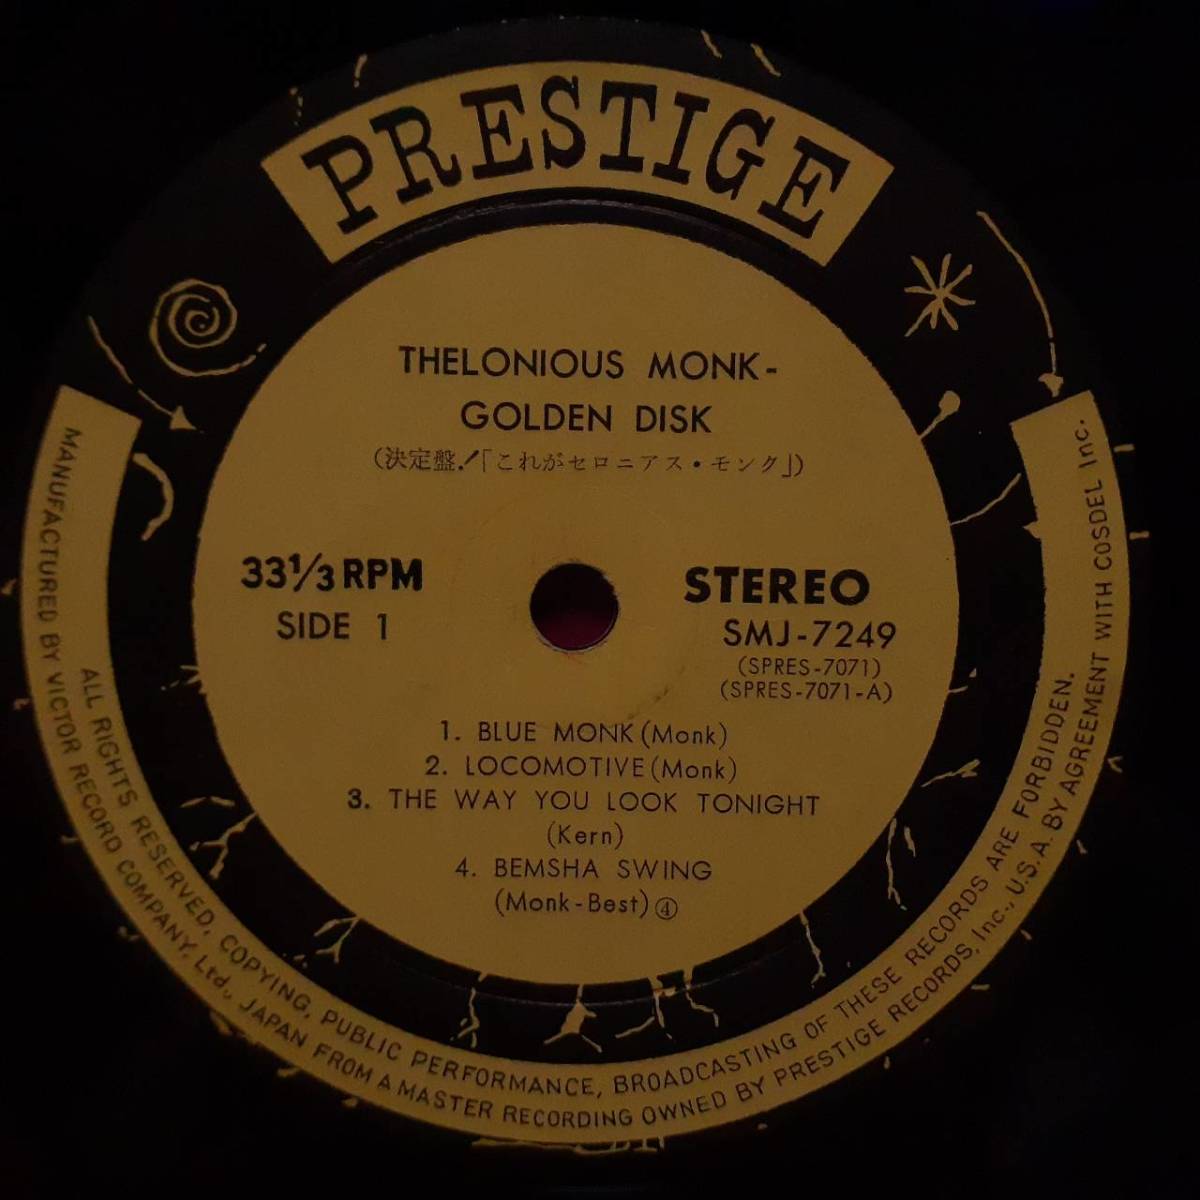 PRESTIGE
THELONIOUS MONK-
GOLDEN DISK
(決定盤!「これがセロニアス・モンク」)
33 1/3 RPM
SIDE 1
STEREO
SMJ-7249
(SPRES-7071)
(SPRES-7071-A)
1. BLUE MONK (Monk)
2. LOCOMOTIVE (Monk)
3. THE WAY YOU LOOK TONIGHT
(Kern)
4. BEMSHA SWING
(Monk-Best) ④
ALL RIGHTS RESERVED, COPYING, PUBLIC PERFORMANCE, BROADCASTING OF THESE RECORDS ARE FORBIDDEN.
MANUFACTURED BY VICTOR RECORD COMPANY, Ltd., JAPAN FROM A MASTER RECORDING OWNED BY PRESTIGE RECORDS, Inc., U.S.A. BY AGREEMENT WITH COSDEL Inc.